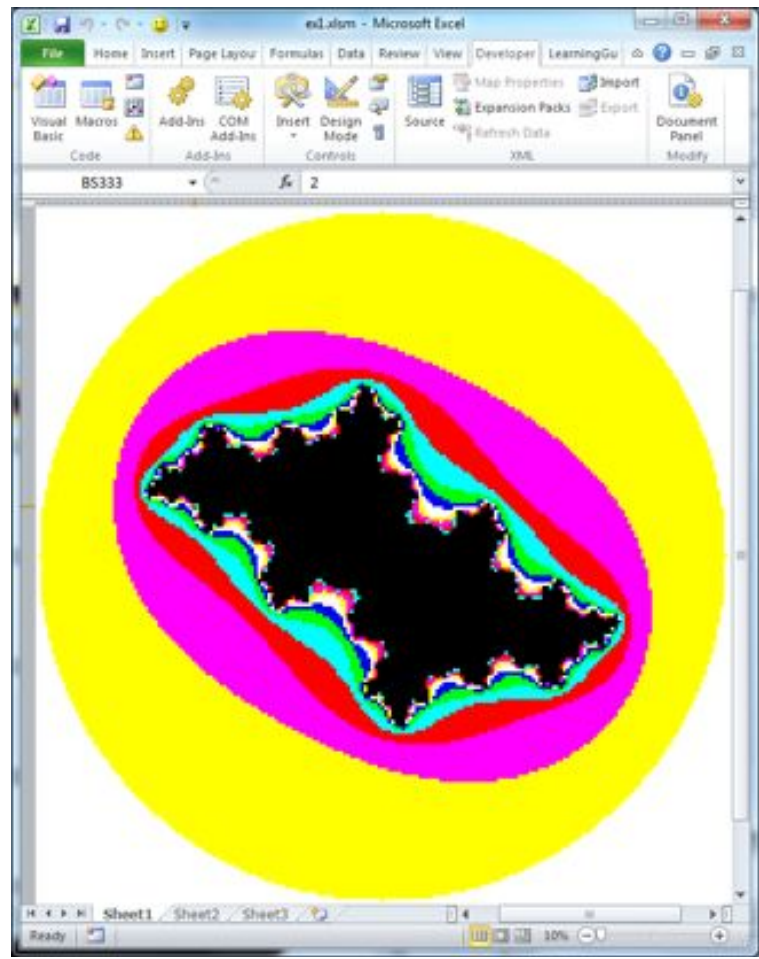 ex1.xlsm - Microsoft Excel
File Home Insert Page Layou Formulas Data Review View Developer LearningGu
Visual Basic
Macros
Add-Ins
COM Add-Ins
Insert
Design Mode
Source
Map Properties
Expansion Packs
Refresh Data
Import
Export
Document Panel
Code Add-Ins Controls XML Modify
BS333 fx 2
Sheet1 Sheet2 Sheet3
Ready 10%